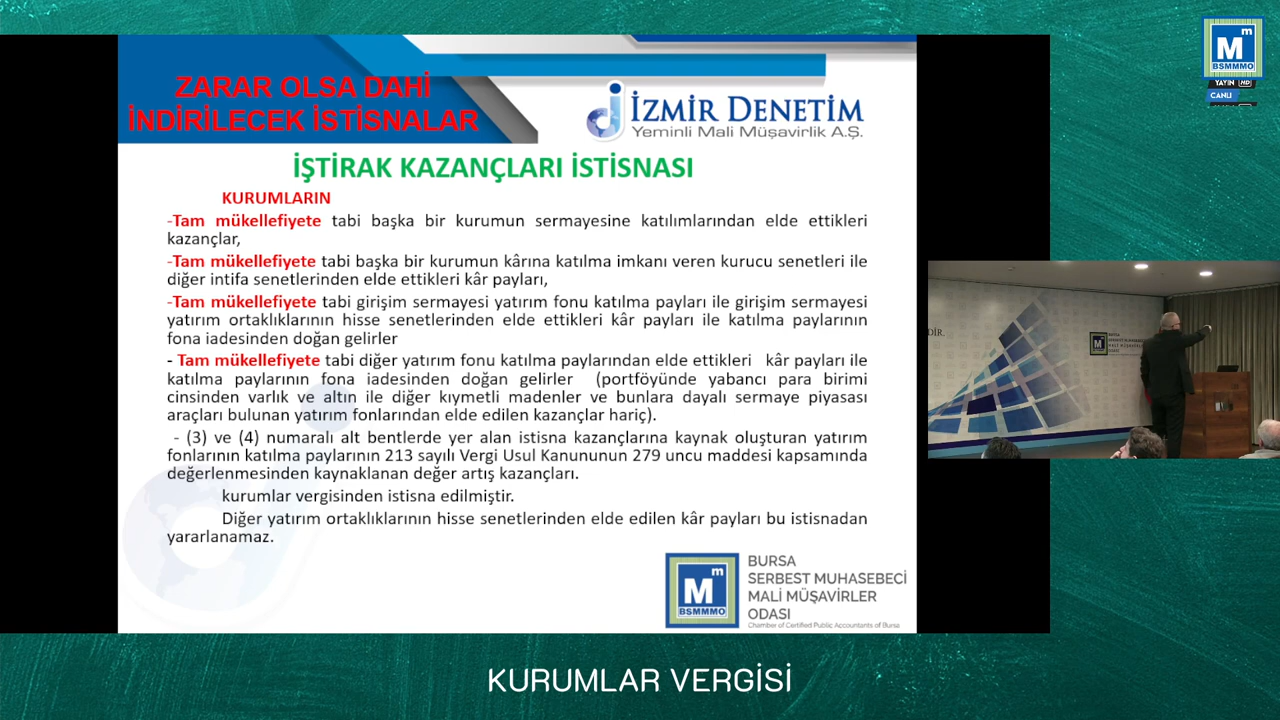 ZARAR OLSA DAHİ
İNDİRİLECEK İSTİSNALAR
İZMİR DENETİM
Yeminli Mali Müşavirlik A.Ş.
İŞTİRAK KAZANÇLARI İSTİSNASI
KURUMLARIN
-Tam mükellefiyete tabi başka bir kurumun sermayesine katılımlarından elde ettikleri
kazançlar,
-Tam mükellefiyete tabi başka bir kurumun kârına katılma imkanı veren kurucu senetleri ile
diğer intifa senetlerinden elde ettikleri kâr payları,
-Tam mükellefiyete tabi girişim sermayesi yatırım fonu katılma payları ile girişim sermayesi
yatırım ortaklıklarının hisse senetlerinden elde ettikleri kâr payları ile katılma paylarının
fona iadesinden doğan gelirler
- Tam mükellefiyete tabi diğer yatırım fonu katılma paylarından elde ettikleri kâr payları ile
katılma paylarının fona iadesinden doğan gelirler (portföyünde yabancı para birimi
cinsinden varlık ve altın ile diğer kıymetli madenler ve bunlara dayalı sermaye piyasası
araçları bulunan yatırım fonlarından elde edilen kazançlar hariç).
- (3) ve (4) numaralı alt bentlerde yer alan istisna kazançlarına kaynak oluşturan yatırım
fonlarının katılma paylarının 213 sayılı Vergi Usul Kanununun 279 uncu maddesi kapsamında
değerlenmesinden kaynaklanan değer artış kazançları.
kurumlar vergisinden istisna edilmiştir.
Diğer yatırım ortaklıklarının hisse senetlerinden elde edilen kâr payları bu istisnadan
yararlanamaz.
Mm
BSMMMO
BURSA
SERBEST MUHASEBECİ
MALİ MÜŞAVİRLER
ODASI
Chamber of Certified Public Accountants of Bursa
Mm
BSMMMO
YAYIN HD
CANLI
DİR.
BURSA
KURUMLAR VERGİSİ